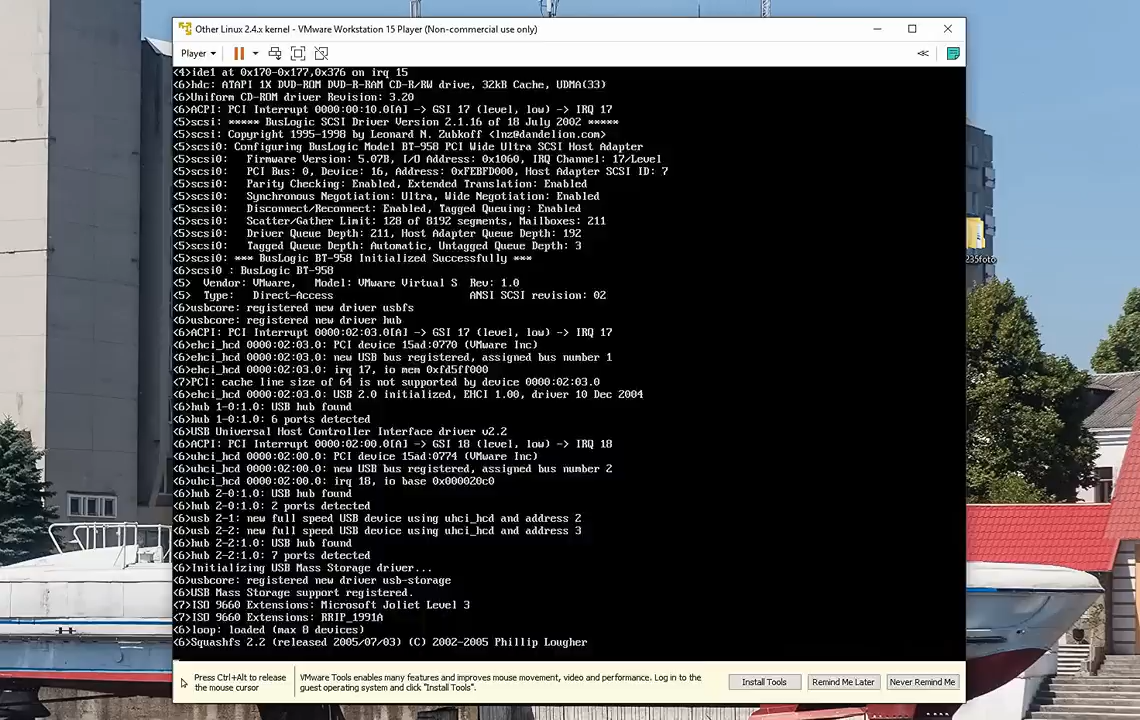 Other Linux 2.4.x kernel - VMware Workstation 15 Player (Non-commercial use only)
Player
<4>ide1 at 0x170-0x177,0x376 on irq 15
<6>hdc: ATAPI 1X DVD-ROM DVD-R-RAM CD-R/RW drive, 32kB Cache, UDMA(33)
<6>Uniform CD-ROM driver Revision: 3.20
<6>ACPI: PCI Interrupt 0000:00:10.0[A] -> GSI 17 (level, low) -> IRQ 17
<5>scsi: ***** BusLogic SCSI Driver Version 2.1.16 of 18 July 2002 *****
<5>scsi: Copyright 1995-1998 by Leonard N. Zubkoff <lnz@dandelion.com>
<5>scsi0: Configuring BusLogic Model BT-958 PCI Wide Ultra SCSI Host Adapter
<5>scsi0:   Firmware Version: 5.07B, I/O Address: 0x1060, IRQ Channel: 17/Level
<5>scsi0:   PCI Bus: 0, Device: 16, Address: 0xFEBFD000, Host Adapter SCSI ID: 7
<5>scsi0:   Parity Checking: Enabled, Extended Translation: Enabled
<5>scsi0:   Synchronous Negotiation: Ultra, Wide Negotiation: Enabled
<5>scsi0:   Disconnect/Reconnect: Enabled, Tagged Queuing: Enabled
<5>scsi0:   Scatter/Gather Limit: 128 of 8192 segments, Mailboxes: 211
<5>scsi0:   Driver Queue Depth: 211, Host Adapter Queue Depth: 192
<5>scsi0:   Tagged Queue Depth: Automatic, Untagged Queue Depth: 3
<5>scsi0: *** BusLogic BT-958 Initialized Successfully ***
<6>scsi0 : BusLogic BT-958
<5>  Vendor: VMware,   Model: VMware Virtual S  Rev: 1.0
<5>  Type:   Direct-Access                      ANSI SCSI revision: 02
<6>usbcore: registered new driver usbfs
<6>usbcore: registered new driver hub
<6>ACPI: PCI Interrupt 0000:02:03.0[A] -> GSI 17 (level, low) -> IRQ 17
<6>ehci_hcd 0000:02:03.0: PCI device 15ad:0770 (VMware Inc)
<6>ehci_hcd 0000:02:03.0: new USB bus registered, assigned bus number 1
<6>ehci_hcd 0000:02:03.0: irq 17, io mem 0xfd5ff000
<7>PCI: cache line size of 64 is not supported by device 0000:02:03.0
<6>ehci_hcd 0000:02:03.0: USB 2.0 initialized, EHCI 1.00, driver 10 Dec 2004
<6>hub 1-0:1.0: USB hub found
<6>hub 1-0:1.0: 6 ports detected
<6>USB Universal Host Controller Interface driver v2.2
<6>ACPI: PCI Interrupt 0000:02:00.0[A] -> GSI 18 (level, low) -> IRQ 18
<6>uhci_hcd 0000:02:00.0: PCI device 15ad:0774 (VMware Inc)
<6>uhci_hcd 0000:02:00.0: new USB bus registered, assigned bus number 2
<6>uhci_hcd 0000:02:00.0: irq 18, io base 0x000020c0
<6>hub 2-0:1.0: USB hub found
<6>hub 2-0:1.0: 2 ports detected
<6>usb 2-1: new full speed USB device using uhci_hcd and address 2
<6>usb 2-2: new full speed USB device using uhci_hcd and address 3
<6>hub 2-2:1.0: USB hub found
<6>hub 2-2:1.0: 7 ports detected
<6>Initializing USB Mass Storage driver...
<6>usbcore: registered new driver usb-storage
<6>USB Mass Storage support registered.
<7>ISO 9660 Extensions: Microsoft Joliet Level 3
<7>ISO 9660 Extensions: RRIP_1991A
<6>loop: loaded (max 8 devices)
<6>Squashfs 2.2 (released 2005/07/03) (C) 2002-2005 Phillip Lougher
235foto
Press Ctrl+Alt to release
the mouse cursor
VMware Tools enables many features and improves mouse movement, video and performance. Log in to the
guest operating system and click "Install Tools".
Install Tools
Remind Me Later
Never Remind Me